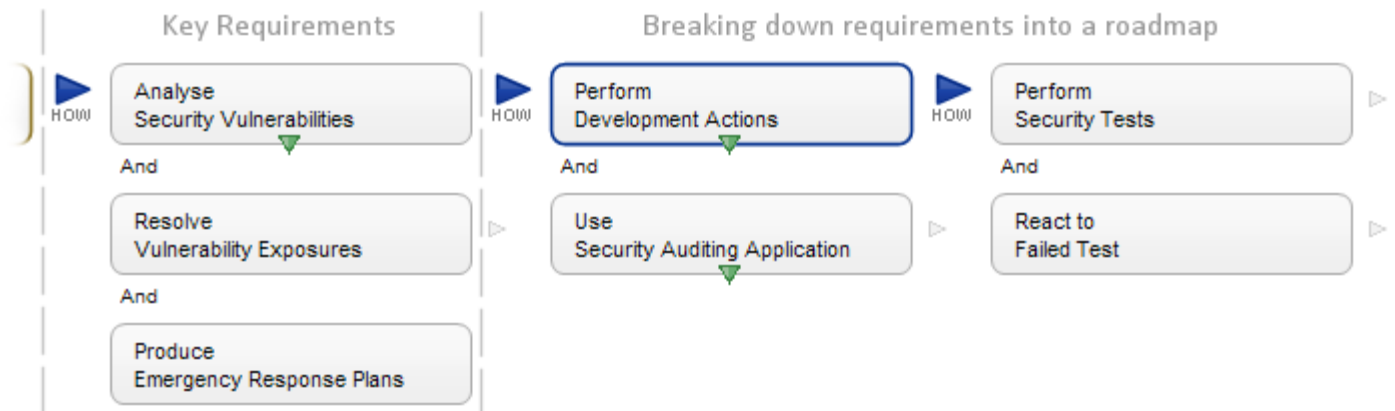 Key Requirements
Breaking down requirements into a roadmap
HOW
Analyse
Security Vulnerabilities
HOW
Perform
Development Actions
HOW
Perform
Security Tests
And
And
And
Resolve
Vulnerability Exposures
Use
Security Auditing Application
React to
Failed Test
And
Produce
Emergency Response Plans